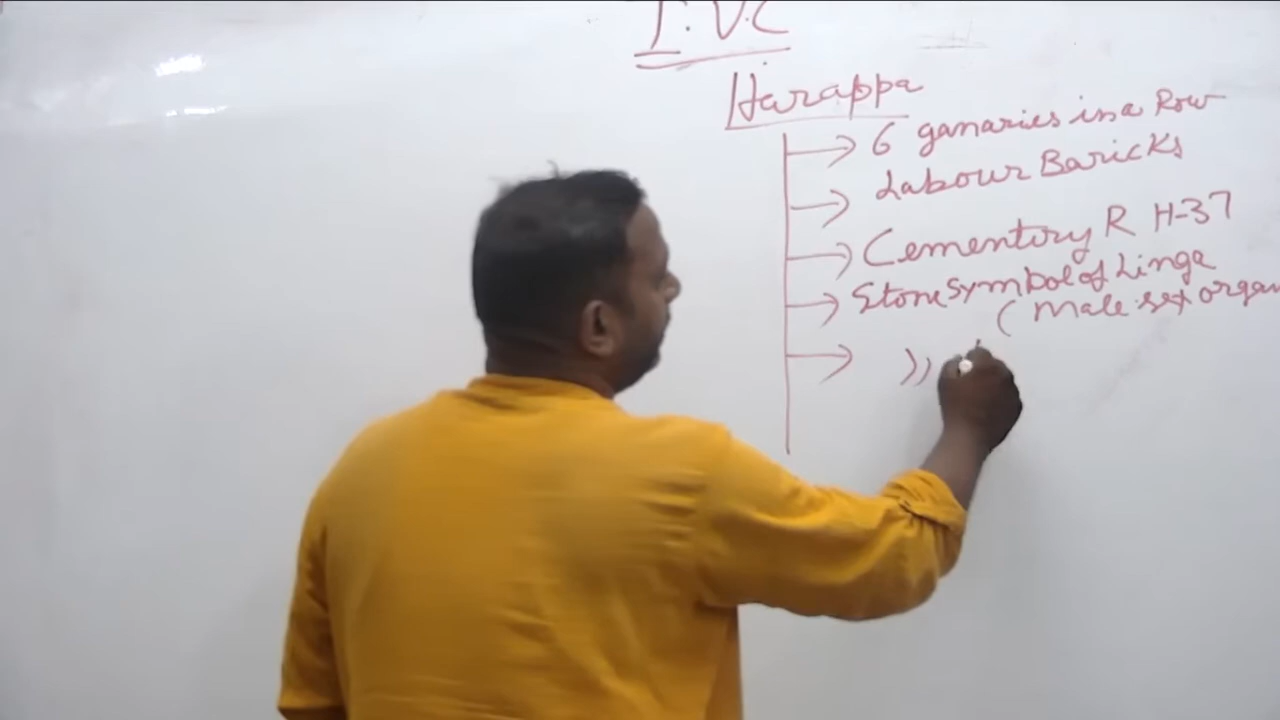 I.V.C
Harappa
6 ganaries in a Row
Labour Baricks
Cementory R H-37
Stone Symbol of Linga
( Male sex organ
))